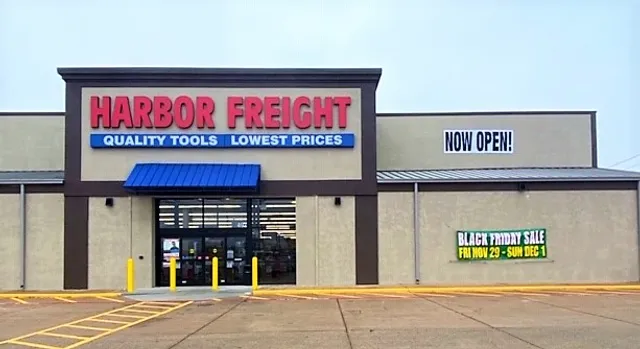 HARBOR FREIGHT
QUALITY TOOLS LOWEST PRICES
NOW OPEN!
BLACK FRIDAY SALE
FRI NOV 29 - SUN DEC 1